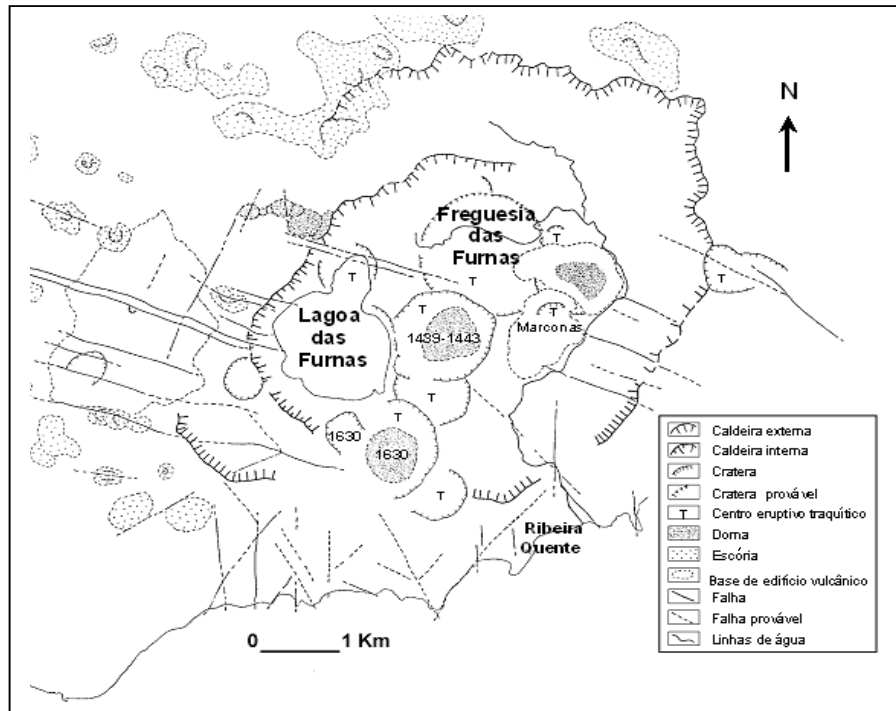 N
Freguesia
das
Furnas
T
T
T
T
Lagoa
das
Furnas
T
1439-1443
T
Marconas
T
T
1630
1630
T
Ribeira
Quente
0 1 Km
Caldeira externa
Caldeira interna
Cratera
Cratera provável
T Centro eruptivo traquítico
Doma
Escória
Base de edifício vulcânico
Falha
Falha provável
Linhas de água